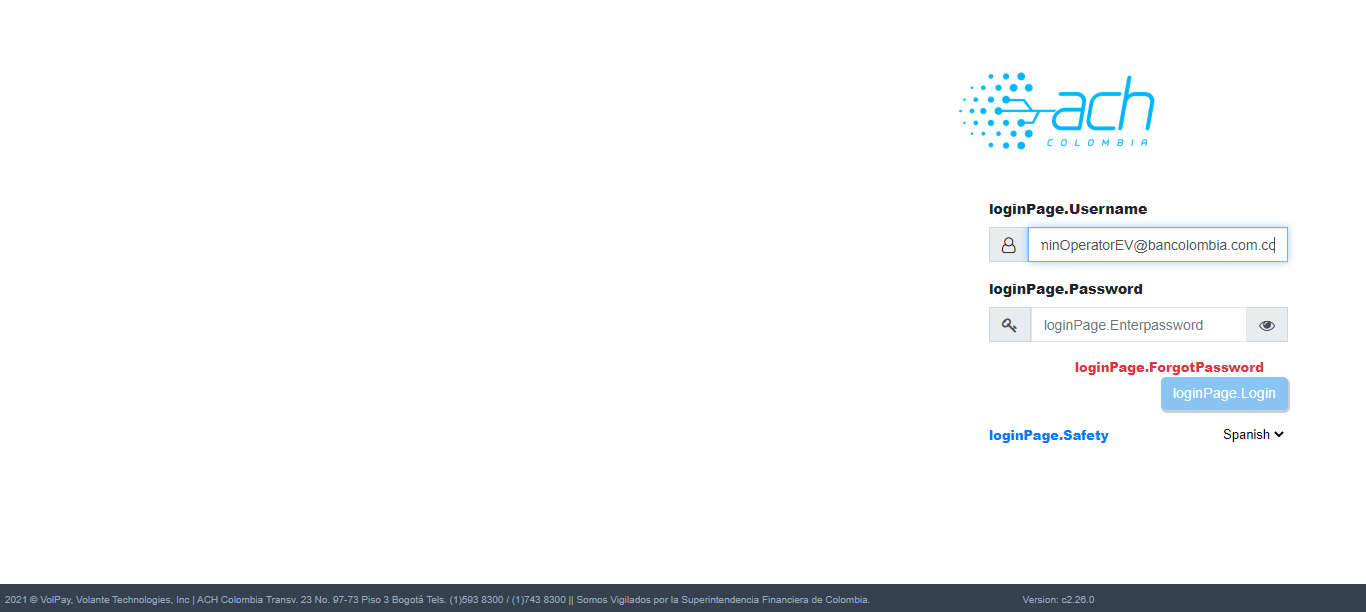 ach
COLOMBIA
loginPage.Username
ninOperatorEV@bancolombia.com.co
loginPage.Password
loginPage.Enterpassword
loginPage.ForgotPassword
loginPage.Login
loginPage.Safety
Spanish
2021 © VolPay, Volante Technologies, Inc | ACH Colombia Transv. 23 No. 97-73 Piso 3 Bogotá Tels. (1)593 8300 / (1)743 8300 || Somos Vigilados por la Superintendencia Financiera de Colombia.
Version: c2.26.0